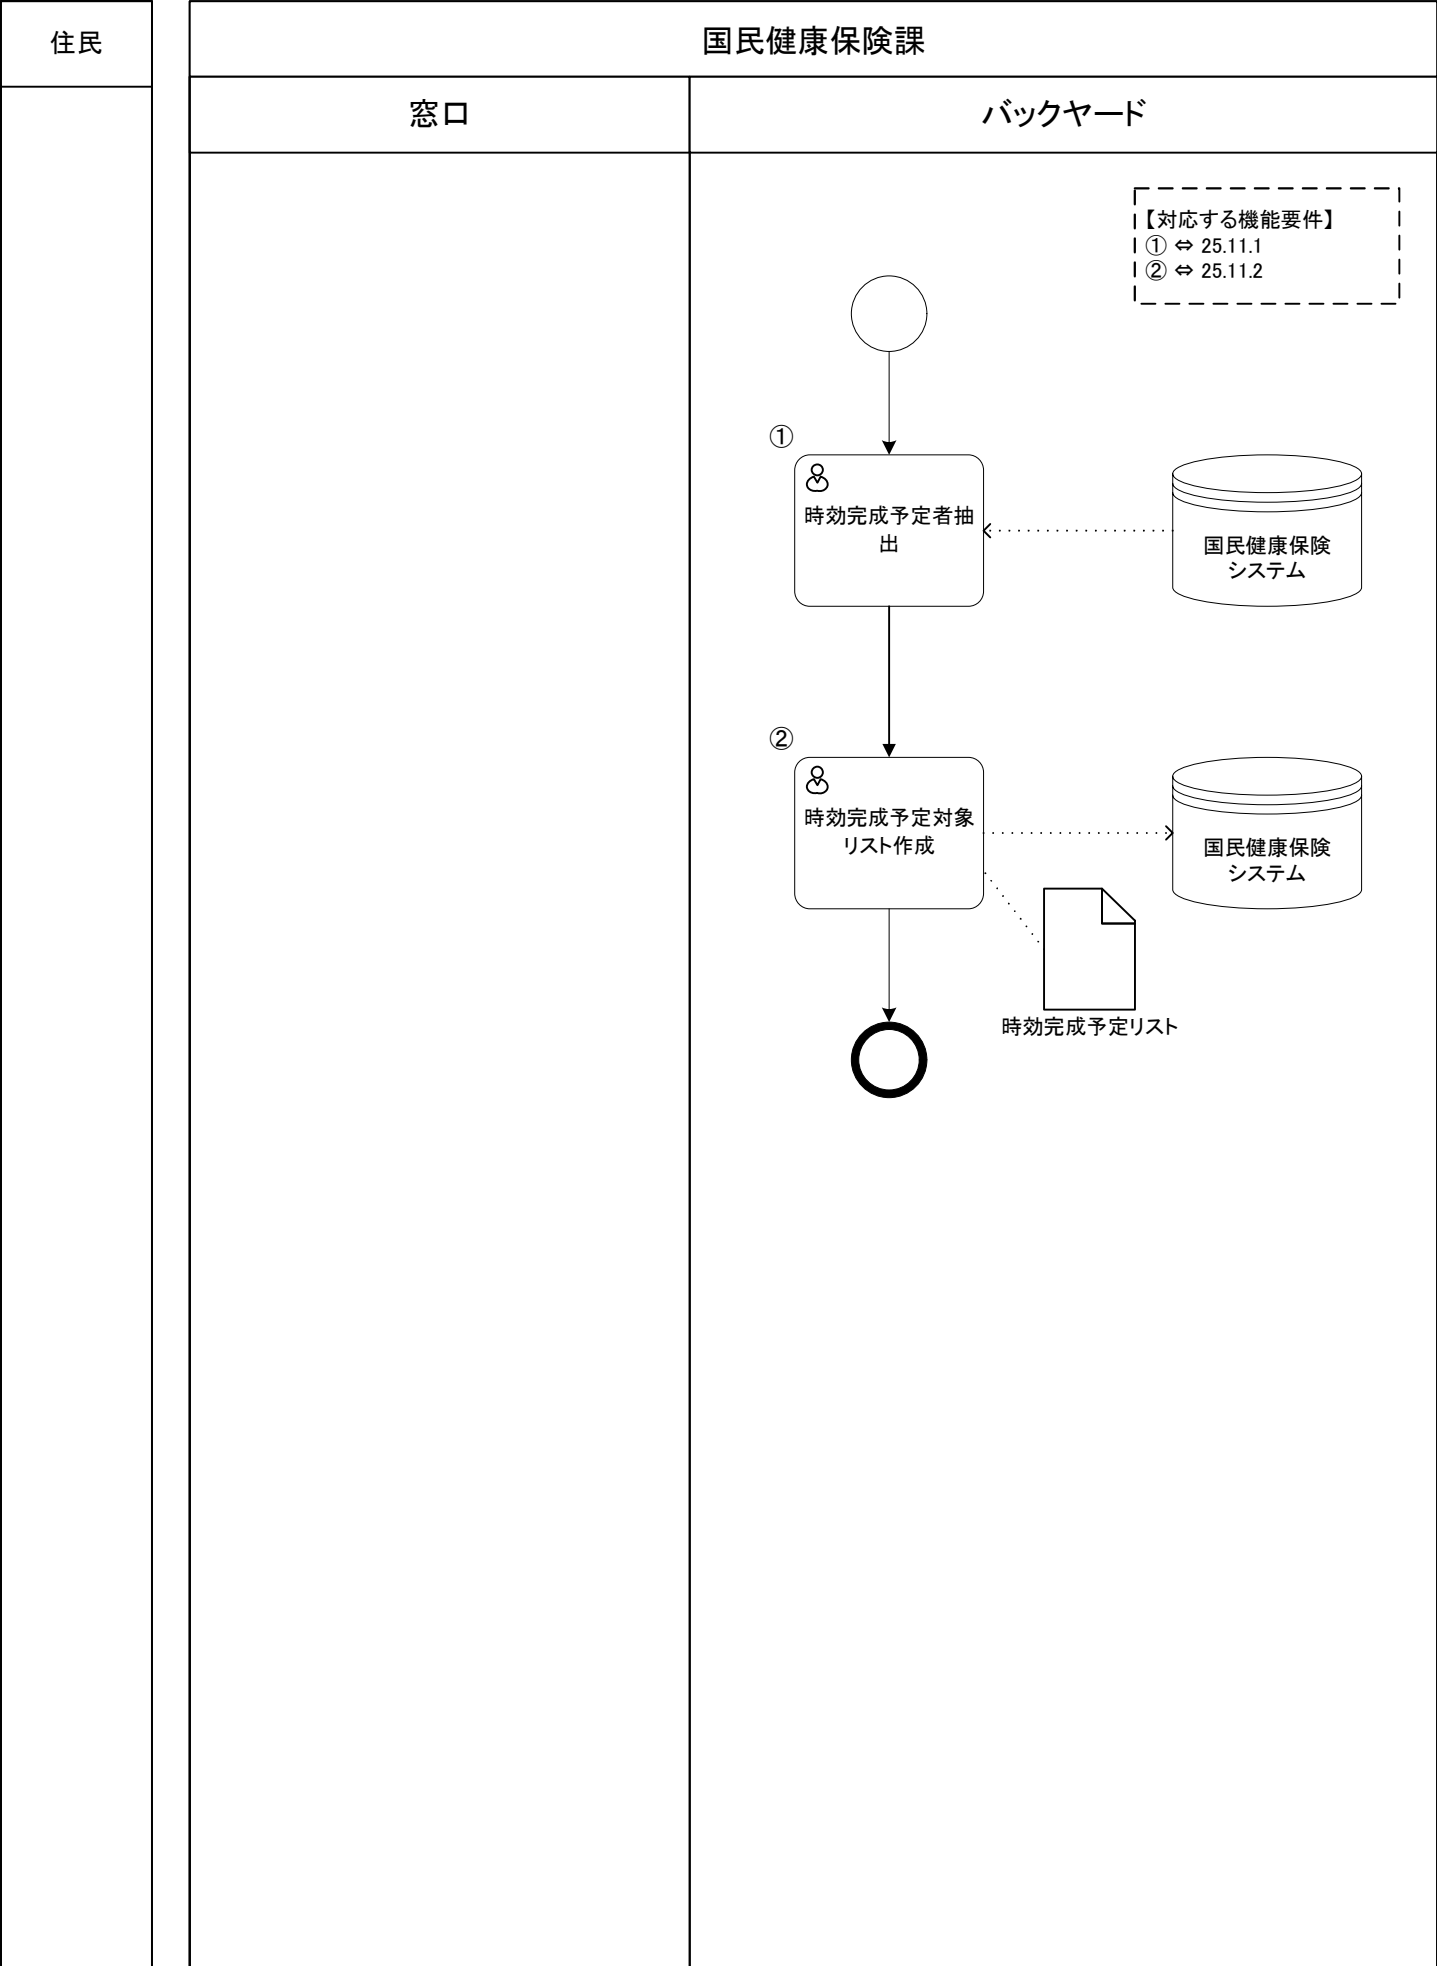 住民
国民健康保険課
窓口
バックヤード
【対応する機能要件】
① ⇔ 25.11.1
② ⇔ 25.11.2
①
時効完成予定者抽
出
国民健康保険
システム
②
時効完成予定対象
リスト作成
国民健康保険
システム
時効完成予定リスト